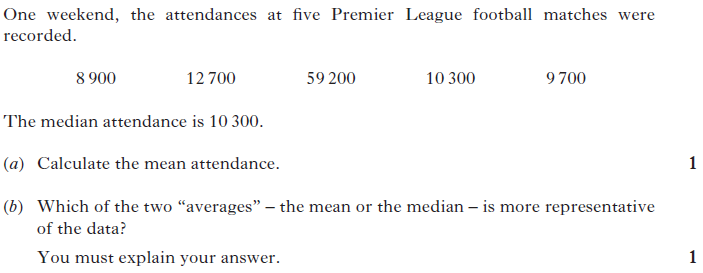 One weekend, the attendances at five Premier League football matches were
recorded.
8 900 12 700 59 200 10 300 9 700
The median attendance is 10 300.
(a) Calculate the mean attendance. 1
(b) Which of the two “averages” – the mean or the median – is more representative
of the data?
You must explain your answer. 1